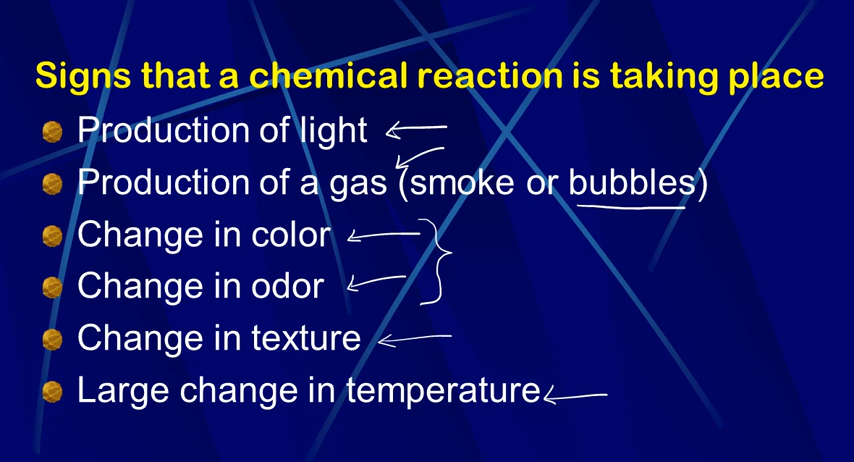 Signs that a chemical reaction is taking place
Production of light
Production of a gas (smoke or bubbles)
Change in color
Change in odor
Change in texture
Large change in temperature